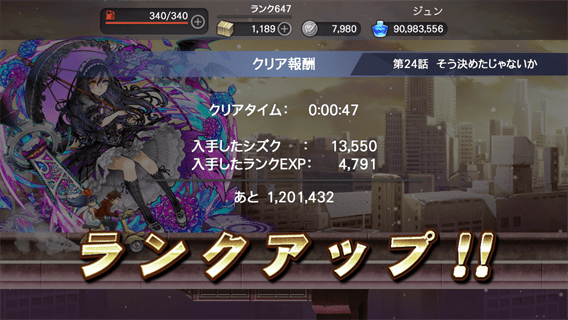 ランク647
340/340
1,189
7,980
90,983,556
ジュン
クリア報酬
第24話 そう決めたじゃないか
クリアタイム： 0:00:47
入手したシズク ： 13,550
入手したランクEXP： 4,791
あと 1,201,432
ランクアップ!!